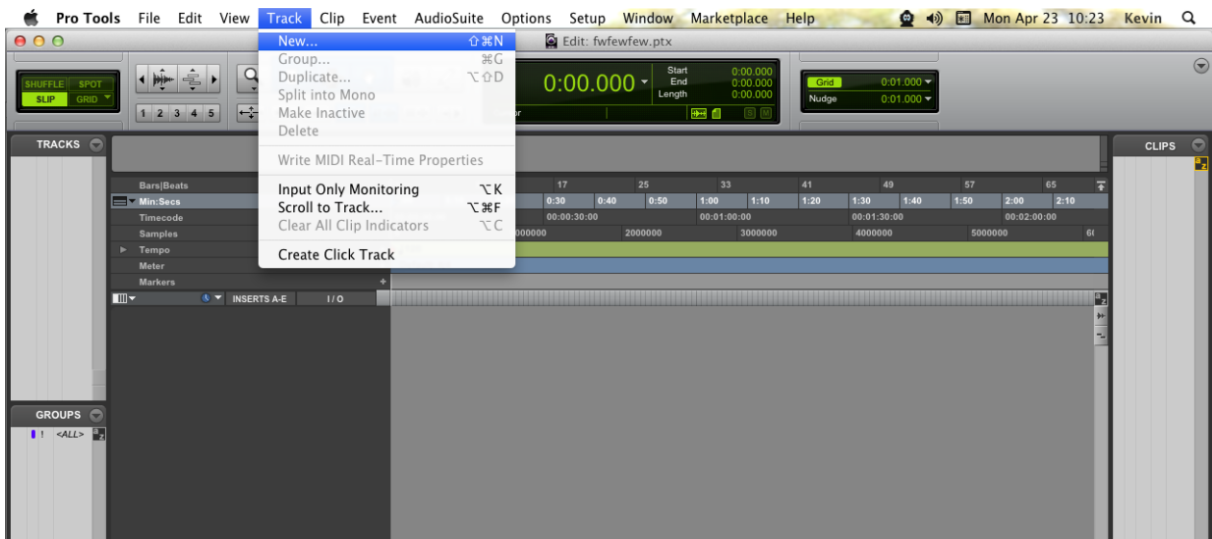 Pro Tools File Edit View Track Clip Event AudioSuite Options Setup Window Marketplace Help Mon Apr 23 10:23 Kevin
Edit: fwfewfew.ptx
New... ⇧⌘N
Group... ⌘G
Duplicate... ⌥⇧D
Split into Mono
Make Inactive
Delete
Write MIDI Real-Time Properties
Input Only Monitoring ⌥K
Scroll to Track... ⌥⌘F
Clear All Clip Indicators ⌥C
Create Click Track
SHUFFLE SPOT
SLIP GRID
1 2 3 4 5
0:00.000
Start 0:00.000
End 0:00.000
Length 0:00.000
S M
Grid 0:01.000
Nudge 0:01.000
TRACKS
CLIPS
Bars|Beats 17 25 33 41 49 57 65
Min:Secs 0:30 0:40 0:50 1:00 1:10 1:20 1:30 1:40 1:50 2:00 2:10
Timecode 00:00:30:00 00:01:00:00 00:01:30:00 00:02:00:00
Samples 2000000 3000000 4000000 5000000
Tempo
Meter
Markers +
INSERTS A-E I / O
GROUPS
! <ALL>
a z